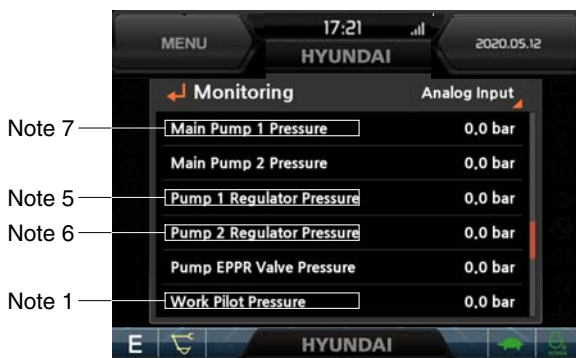 MENU
17:21
HYUNDAI
2020.05.12
Monitoring
Analog Input
Note 7
Main Pump 1 Pressure 0.0 bar
Main Pump 2 Pressure 0.0 bar
Note 5
Pump 1 Regulator Pressure 0.0 bar
Note 6
Pump 2 Regulator Pressure 0.0 bar
Pump EPPR Valve Pressure 0.0 bar
Note 1
Work Pilot Pressure 0.0 bar
E
HYUNDAI